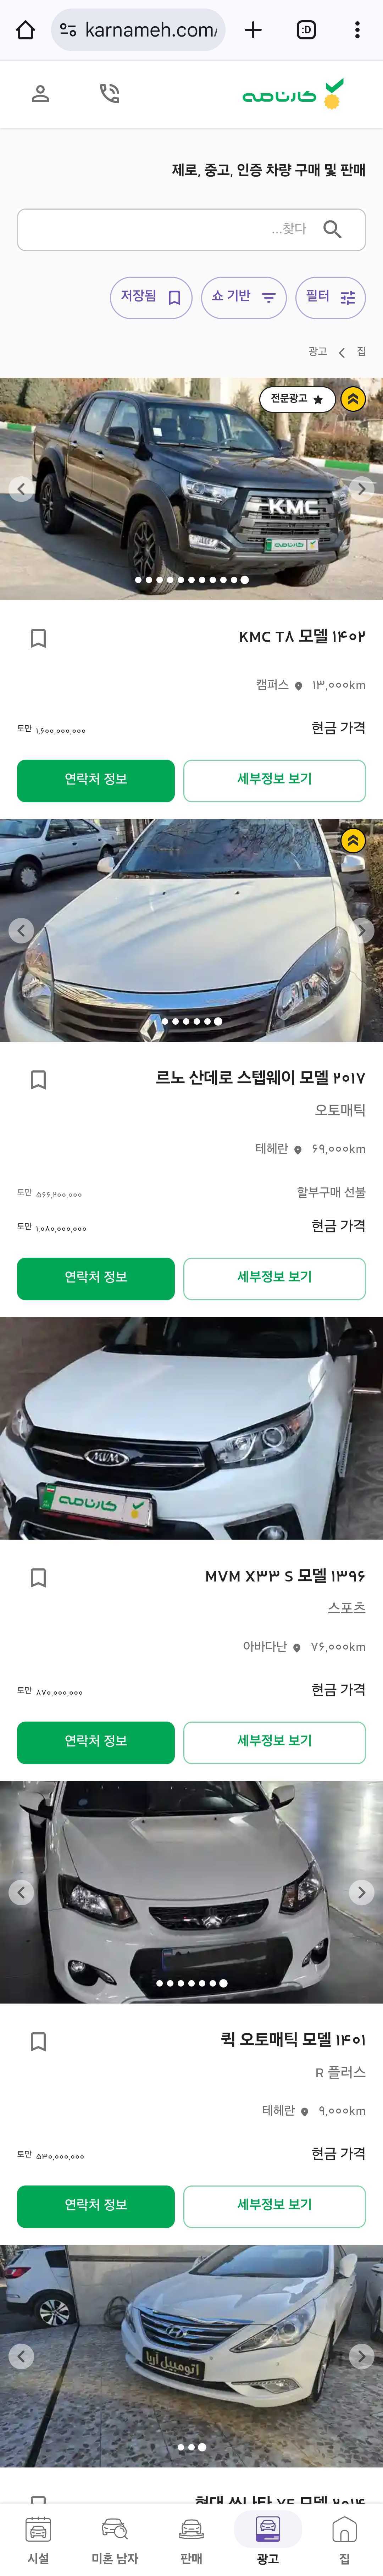 karnameh.com/
:D
کارنامه
제로, 중고, 인증 차량 구매 및 판매
찾다...
필터
쇼 기반
저장됨
집
광고
전문광고
KMC
کارنامه
KMC T۸ 모델 ۱۴۰۲
۱۳,۰۰۰km 캠퍼스
현금 가격 ۱,۶۰۰,۰۰۰,۰۰۰ 토만
세부정보 보기
연락처 정보
르노 산데로 스텝웨이 모델 ۲۰۱۷
오토매틱
۶۹,۰۰۰km 테헤란
할부구매 선불 ۵۶۶,۲۰۰,۰۰۰ 토만
현금 가격 ۱,۰۸۰,۰۰۰,۰۰۰ 토만
세부정보 보기
연락처 정보
MVM
کارنامه
MVM X۳۳ S 모델 ۱۳۹۶
스포츠
۷۶,۰۰۰km 아바다난
현금 가격 ۸۷۰,۰۰۰,۰۰۰ 토만
세부정보 보기
연락처 정보
퀵 오토매틱 모델 ۱۴۰۱
R 플러스
۹,۰۰۰km 테헤란
현금 가격 ۵۳۰,۰۰۰,۰۰۰ 토만
세부정보 보기
연락처 정보
اتومبیل آریا
집
광고
판매
미혼 남자
시설